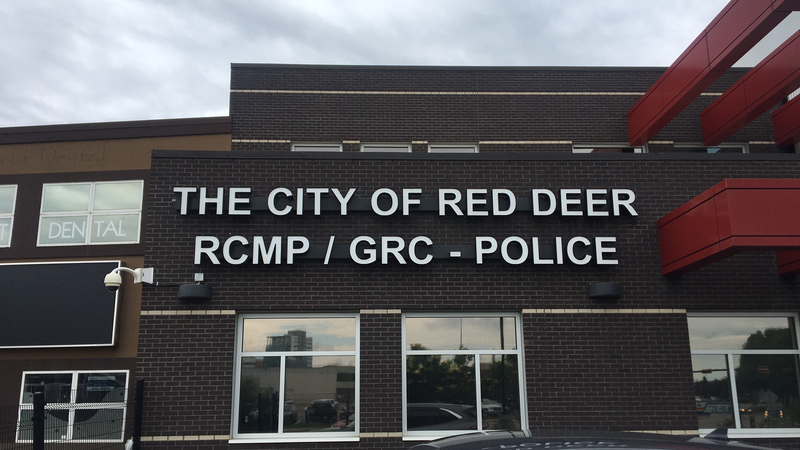 THE CITY OF RED DEER
RCMP / GRC - POLICE
DENTAL